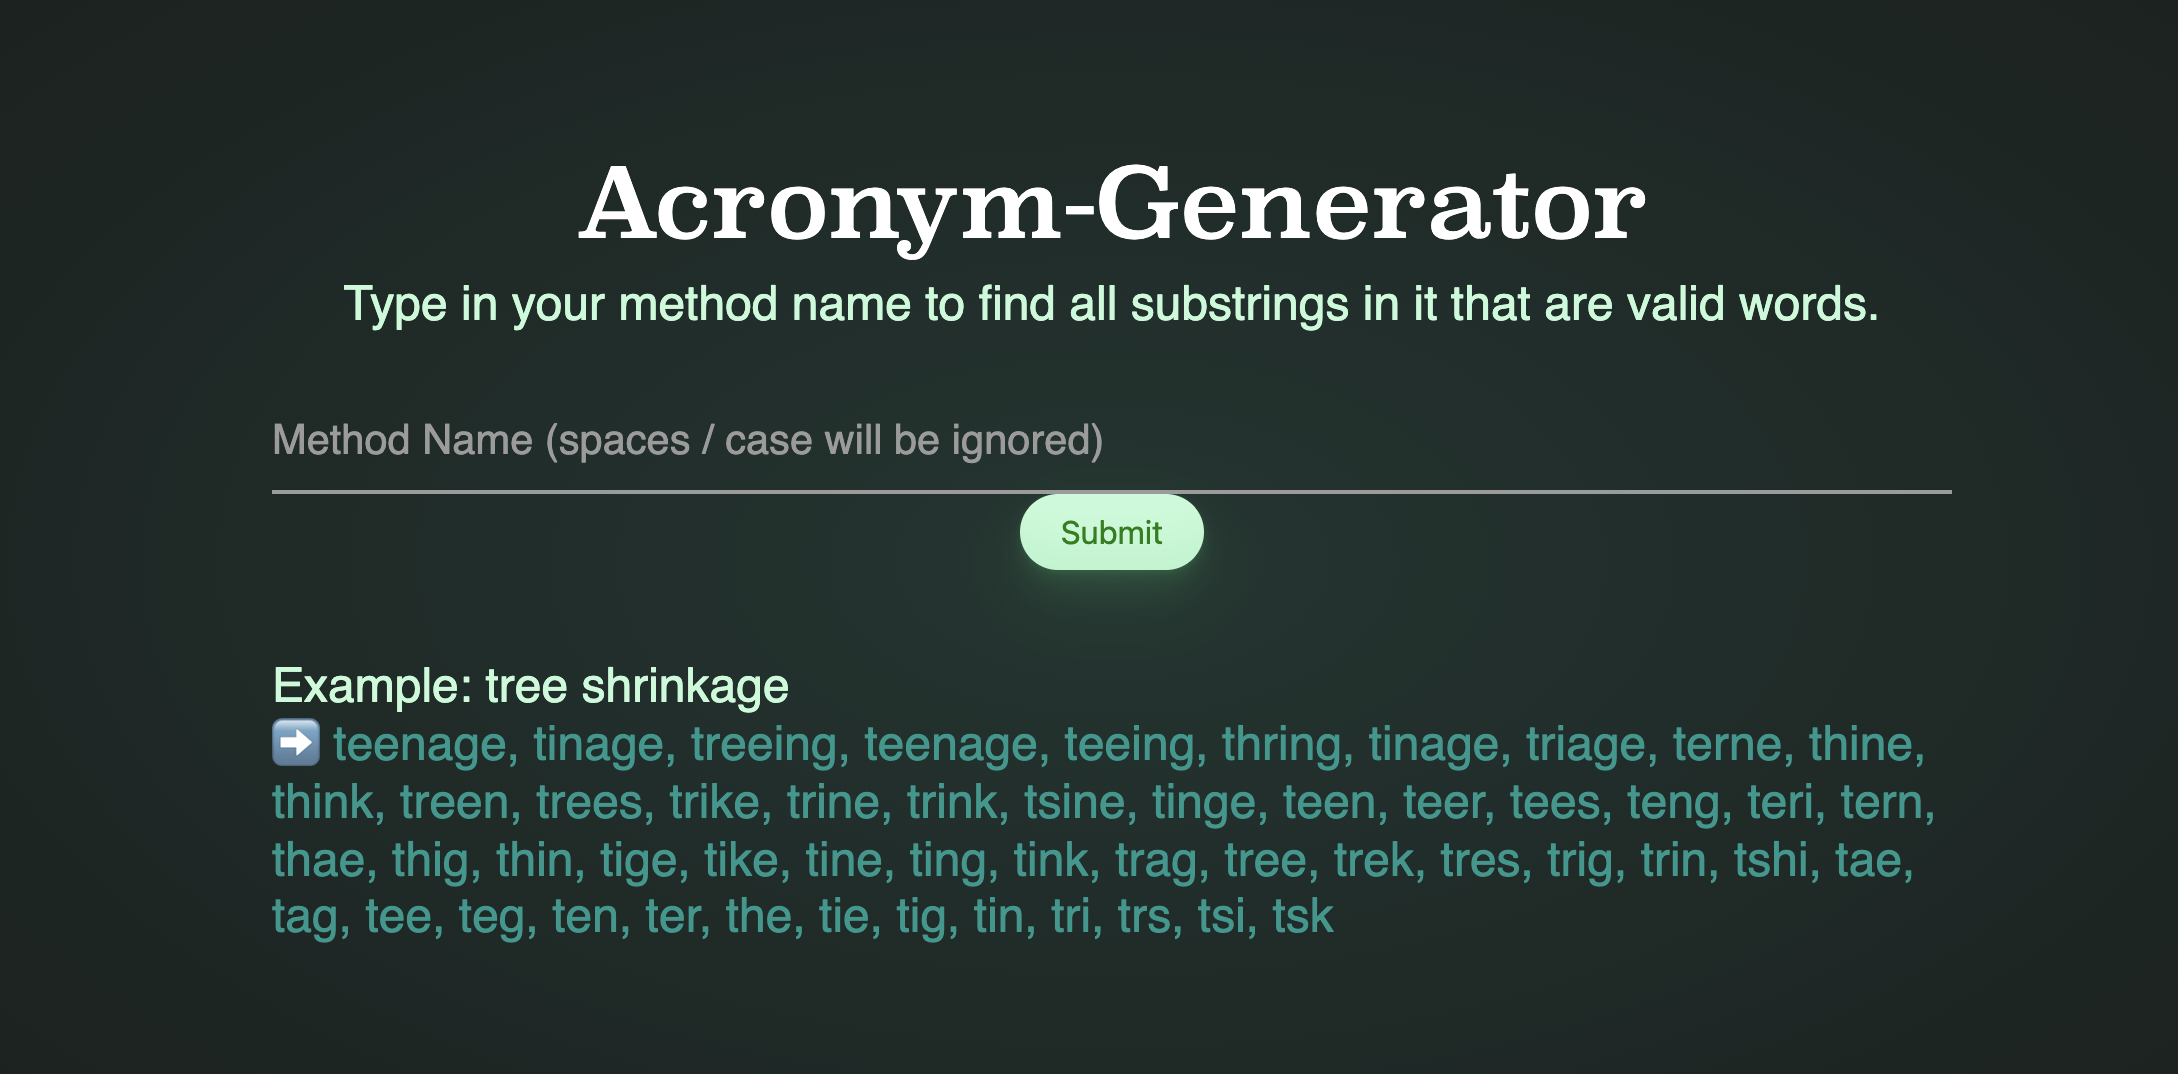 Acronym-Generator
Type in your method name to find all substrings in it that are valid words.
Method Name (spaces / case will be ignored)
Submit
Example: tree shrinkage
➡️ teenage, tinage, treeing, teenage, teeing, thring, tinage, triage, terne, thine,
think, treen, trees, trike, trine, trink, tsine, tinge, teen, teer, tees, teng, teri, tern,
thae, thig, thin, tige, tike, tine, ting, tink, trag, tree, trek, tres, trig, trin, tshi, tae,
tag, tee, teg, ten, ter, the, tie, tig, tin, tri, trs, tsi, tsk